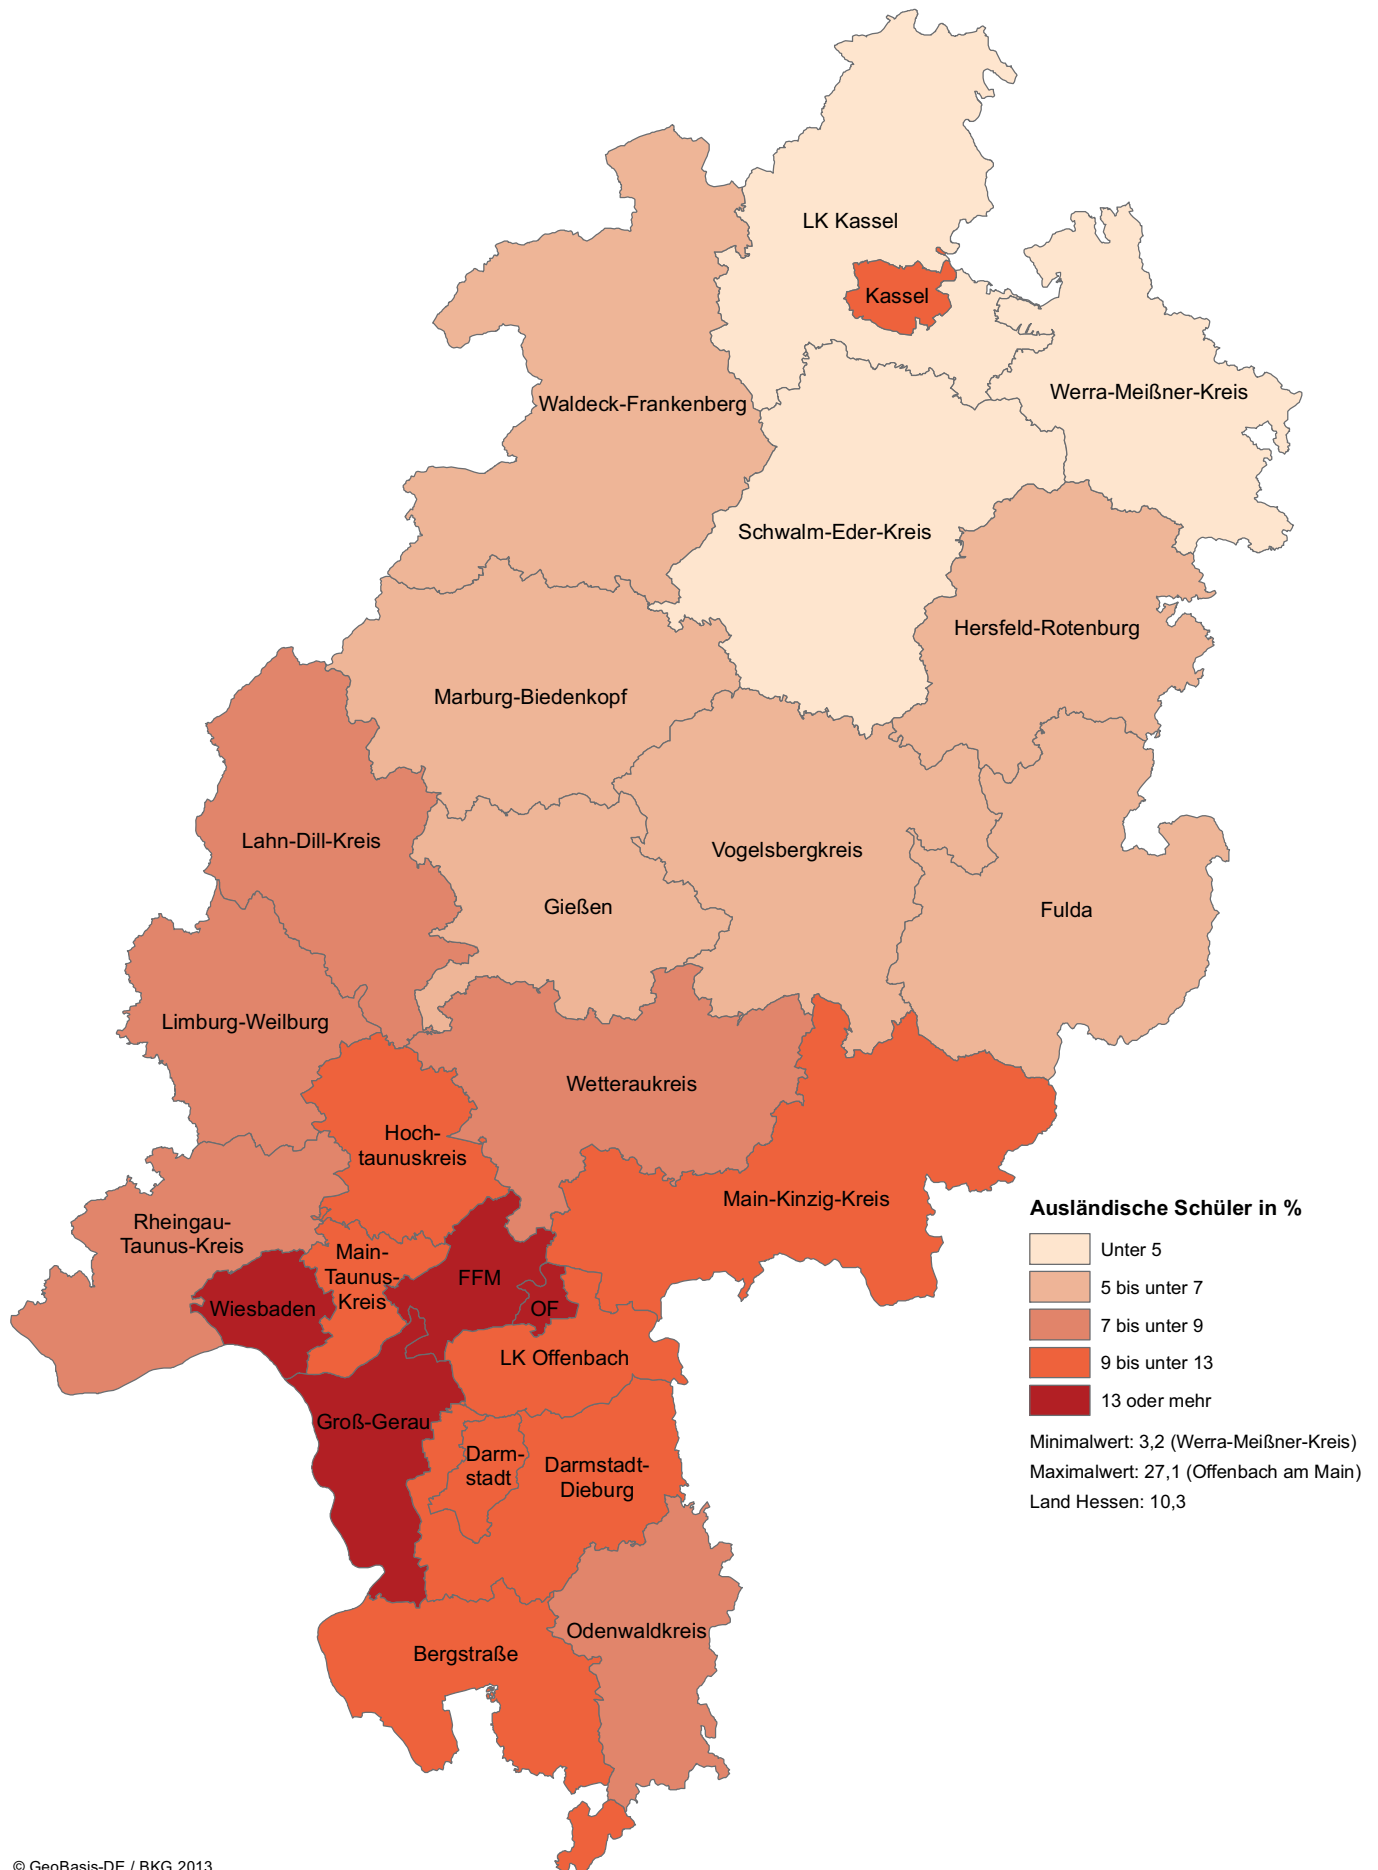 LK Kassel
Kassel
Werra-Meißner-Kreis
Waldeck-Frankenberg
Schwalm-Eder-Kreis
Hersfeld-Rotenburg
Marburg-Biedenkopf
Lahn-Dill-Kreis
Vogelsbergkreis
Gießen
Fulda
Limburg-Weilburg
Wetteraukreis
Hoch-
taunuskreis
Main-Kinzig-Kreis
Rheingau-
Taunus-Kreis
Main-
Taunus-
Kreis
FFM
Wiesbaden
OF
LK Offenbach
Groß-Gerau
Darm-
stadt
Darmstadt-
Dieburg
Odenwaldkreis
Bergstraße
Ausländische Schüler in %
Unter 5
5 bis unter 7
7 bis unter 9
9 bis unter 13
13 oder mehr
Minimalwert: 3,2 (Werra-Meißner-Kreis)
Maximalwert: 27,1 (Offenbach am Main)
Land Hessen: 10,3
© GeoBasis-DE / BKG 2013